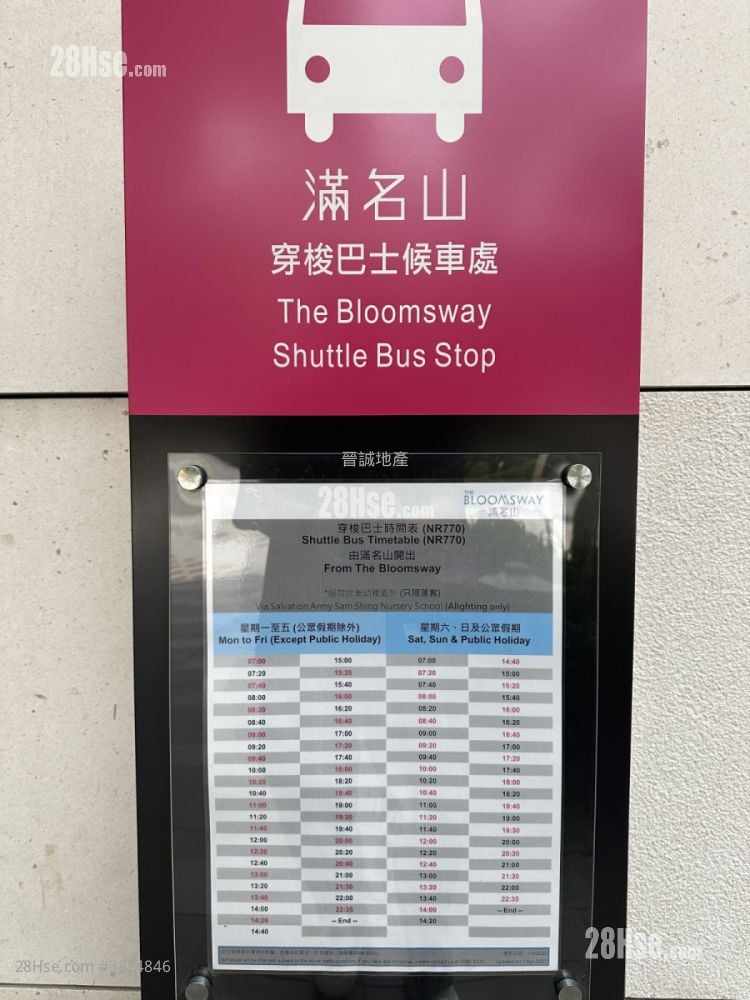 28Hse.com
滿名山
穿梭巴士候車處
The Bloomsway
Shuttle Bus Stop
晉誠地產
28Hse.com
THE BLOOMSWAY
滿名山
穿梭巴士時間表 (NR770)
Shuttle Bus Timetable (NR770)
由滿名山開出
From The Bloomsway
(只限落客)
Via Salvation Army Sam Shing Nursery School (Alighting only)
星期一至五 (公眾假期除外) 星期六、日及公眾假期
Mon to Fri (Except Public Holiday) Sat, Sun & Public Holiday
07:00 15:00 07:00 14:40
07:20 15:20 07:20 15:00
07:40 15:40 07:40 15:20
08:00 16:00 08:00 15:40
08:20 16:20 08:20 16:00
08:40 16:40 08:40 16:20
09:00 17:00 09:00 16:40
09:20 17:20 09:20 17:00
09:40 17:40 09:40 17:20
10:00 18:00 10:00 17:40
10:20 18:20 10:20 18:00
10:40 18:40 10:40 18:20
11:00 19:00 11:00 18:40
11:20 19:20 11:20 19:00
11:40 19:40 11:40 19:30
12:00 20:00 12:00 20:00
12:20 20:20 12:20 20:30
12:40 20:40 12:40 21:00
13:00 21:00 13:00 21:30
13:20 21:30 13:20 22:00
13:40 22:00 13:40 22:35
14:00 22:35 14:00 -- End --
14:20 -- End -- 14:20
14:40
28Hse.com
28Hse.com